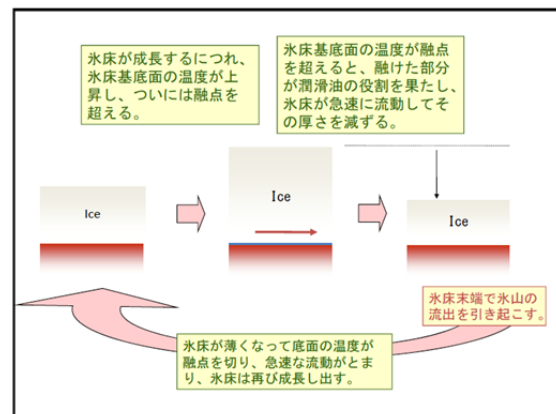 氷床が成長するにつれ、
氷床基底面の温度が上
昇し、ついには融点を
超える。
氷床基底面の温度が融点
を超えると、融けた部分
が潤滑油の役割を果たし、
氷床が急速に流動してそ
の厚さを減ずる。
Ice
Ice
Ice
氷床末端で氷山の
流出を引き起こす。
氷床が薄くなって底面の温度が
融点を切り、急速な流動がとま
り、氷床は再び成長し出す。